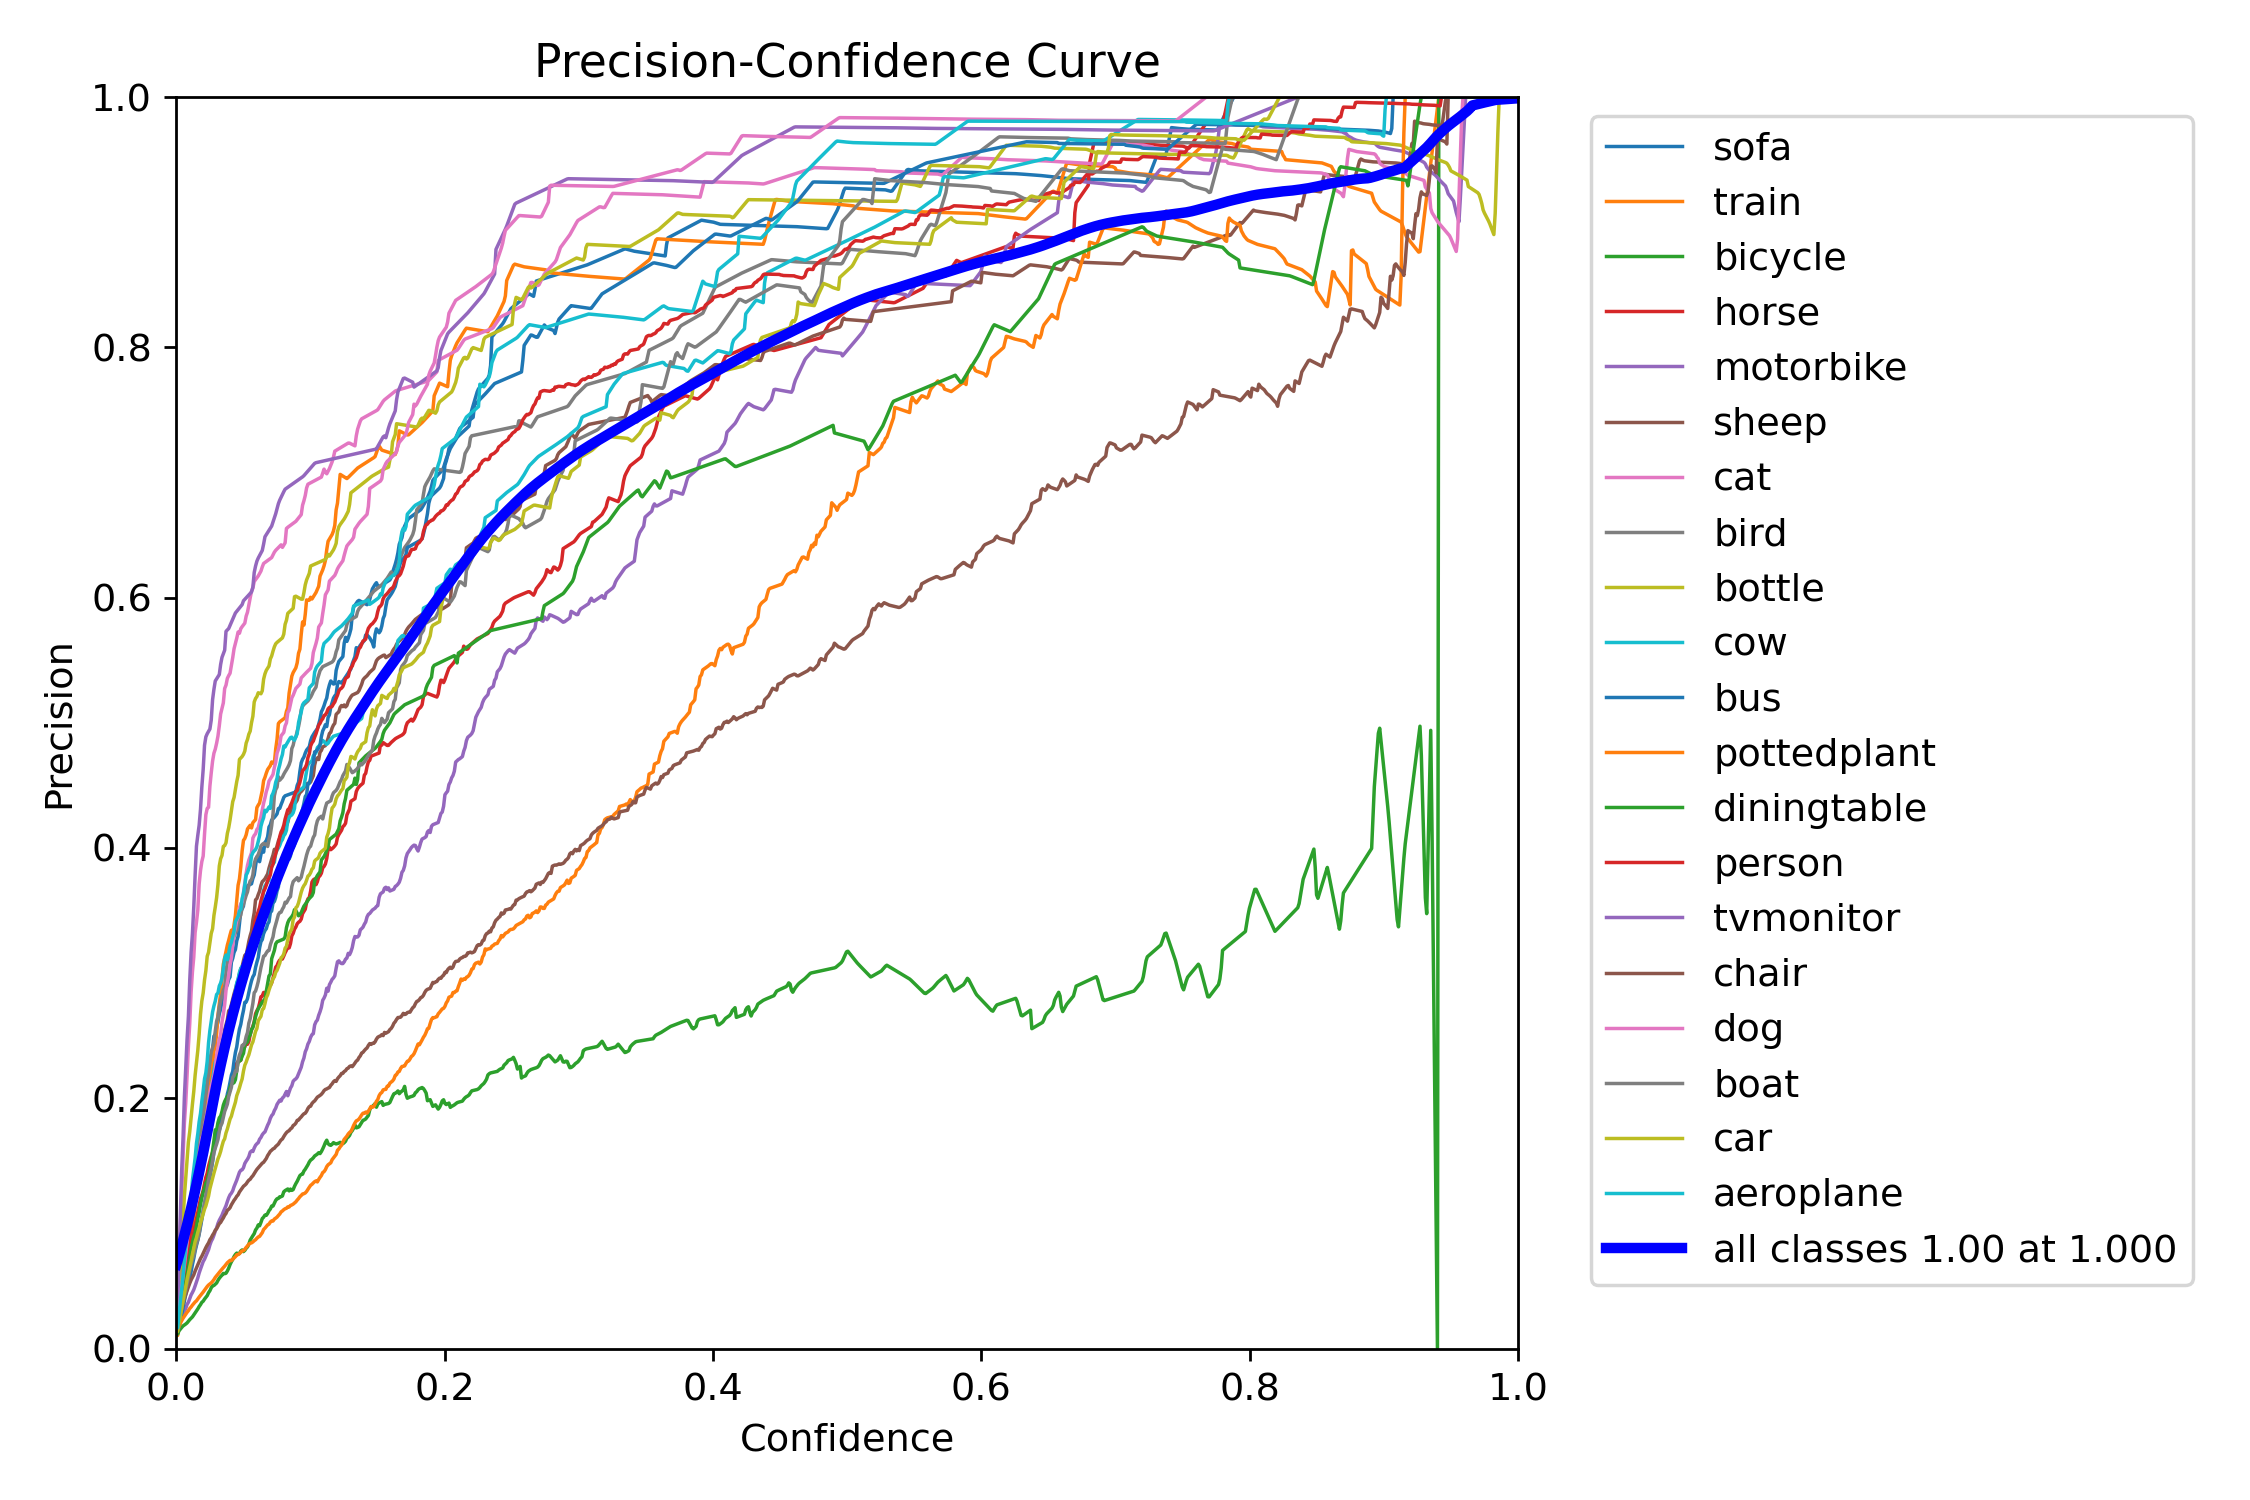 Precision-Confidence Curve
1.0
0.8
0.6
0.4
0.2
0.0
Precision
0.0 0.2 0.4 0.6 0.8 1.0
Confidence
sofa
train
bicycle
horse
motorbike
sheep
cat
bird
bottle
cow
bus
pottedplant
diningtable
person
tvmonitor
chair
dog
boat
car
aeroplane
all classes 1.00 at 1.000